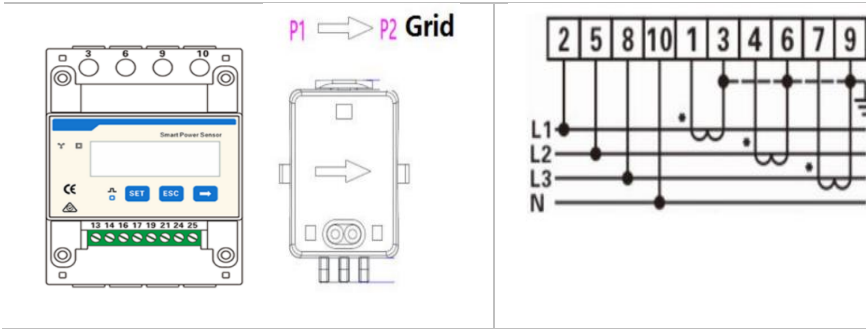 P1 P2 Grid
3 6 9 10
Smart Power Sensor
CE
SET ESC
13 14 16 17 19 21 24 25
2 5 8 10 1 3 4 6 7 9
L1
L2
L3
N